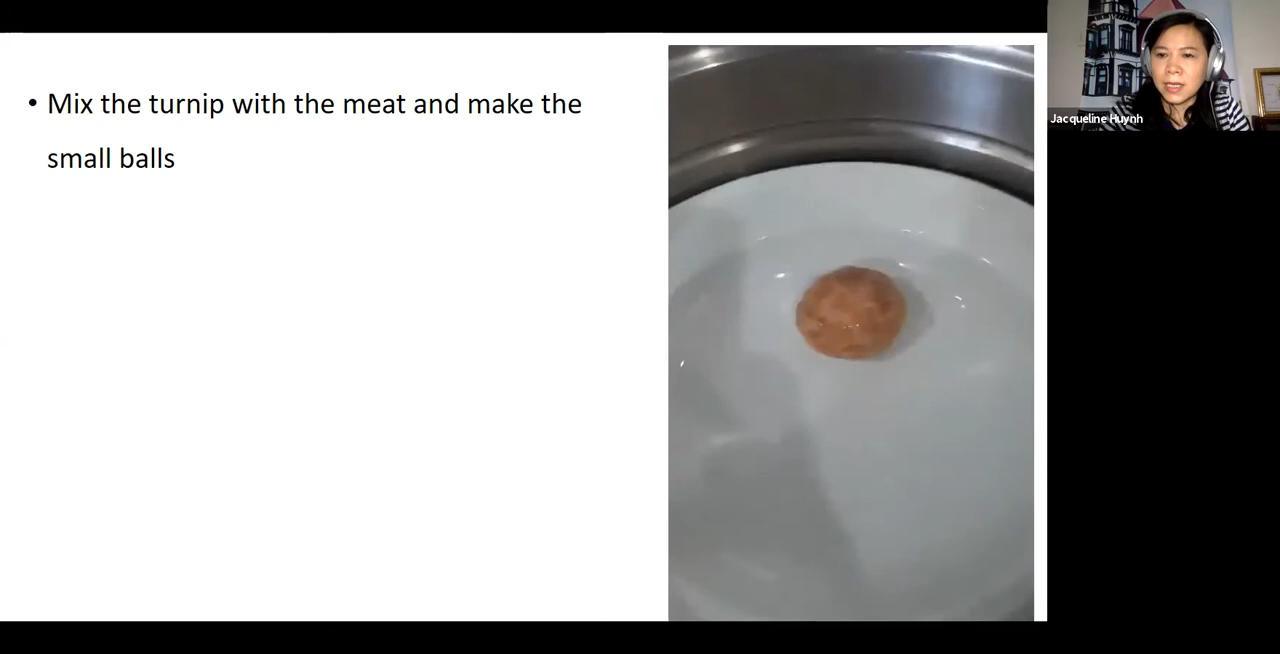 • Mix the turnip with the meat and make the
small balls
Jacqueline Huynh